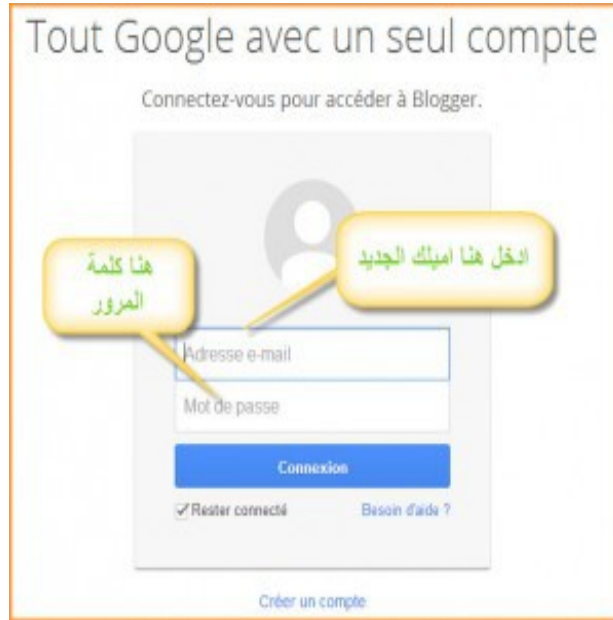 Tout Google avec un seul compte
Connectez-vous pour accéder à Blogger.
ادخل هنا اميلك الجديد
هنا كلمة
المرور
Adresse e-mail
Mot de passe
Connexion
Rester connecté
Besoin d'aide ?
Créer un compte